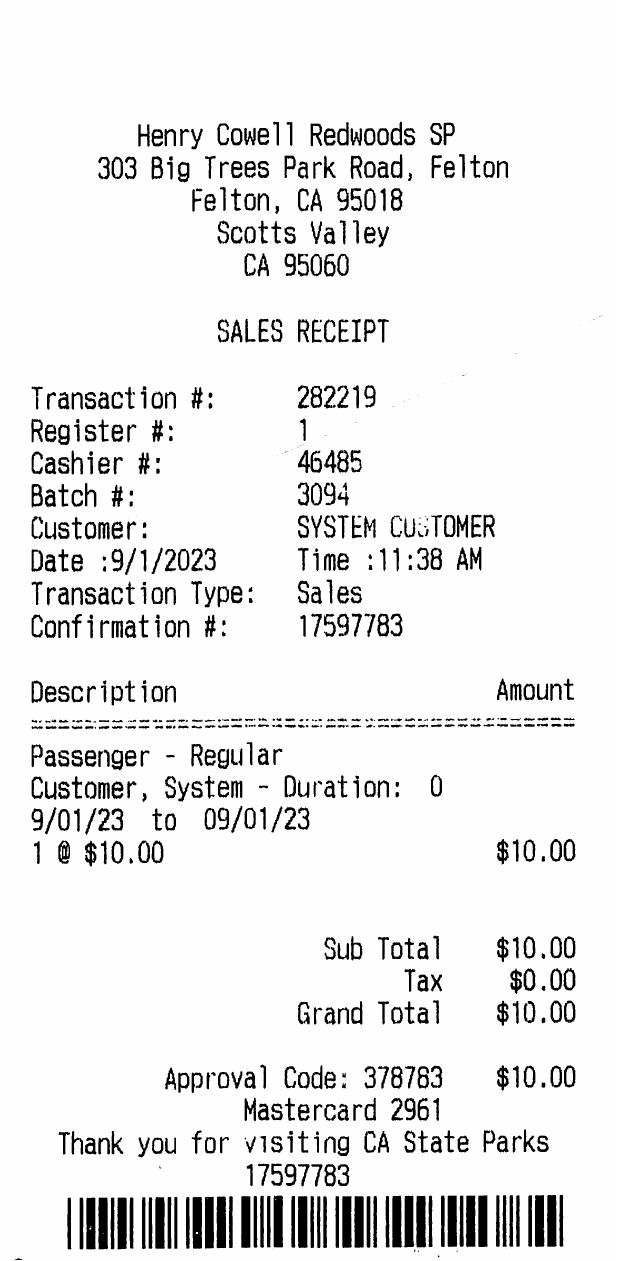 Henry Cowell Redwoods SP
303 Big Trees Park Road, Felton
Felton, CA 95018
Scotts Valley
CA 95060
SALES RECEIPT
Transaction #: 282219
Register #: 1
Cashier #: 46485
Batch #: 3094
Customer: SYSTEM CUSTOMER
Date :9/1/2023 Time :11:38 AM
Transaction Type: Sales
Confirmation #: 17597783
Description Amount
=========================================
Passenger - Regular
Customer, System - Duration: 0
9/01/23 to 09/01/23
1 @ $10.00 $10.00
Sub Total $10.00
Tax $0.00
Grand Total $10.00
Approval Code: 378783 $10.00
Mastercard 2961
Thank you for visiting CA State Parks
17597783